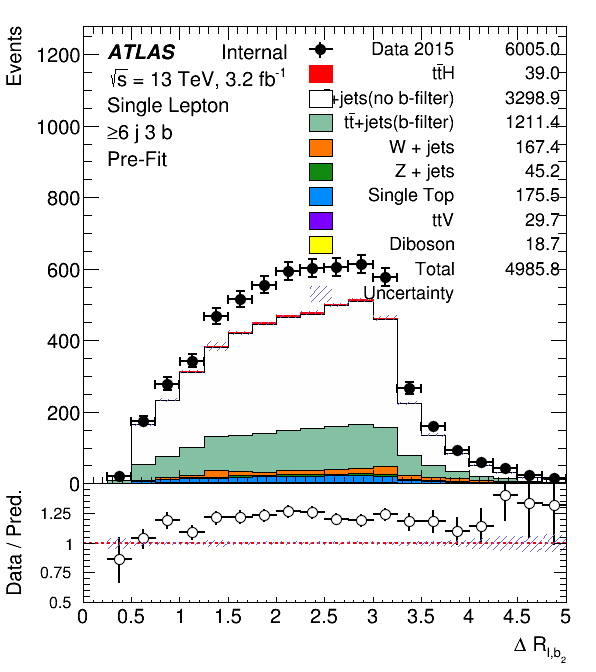 Events
ATLAS Internal
√s = 13 TeV, 3.2 fb⁻¹
Single Lepton
≥6 j 3 b
Pre-Fit
Data 2015 6005.0
tt̄H 39.0
+jets(no b-filter) 3298.9
tt̄+jets(b-filter) 1211.4
W + jets 167.4
Z + jets 45.2
Single Top 175.5
ttV 29.7
Diboson 18.7
Total 4985.8
Uncertainty
1200
1000
800
600
400
200
0
Data / Pred.
1.25
1
0.75
0.5
0 0.5 1 1.5 2 2.5 3 3.5 4 4.5 5
Δ R_{l,b_2}